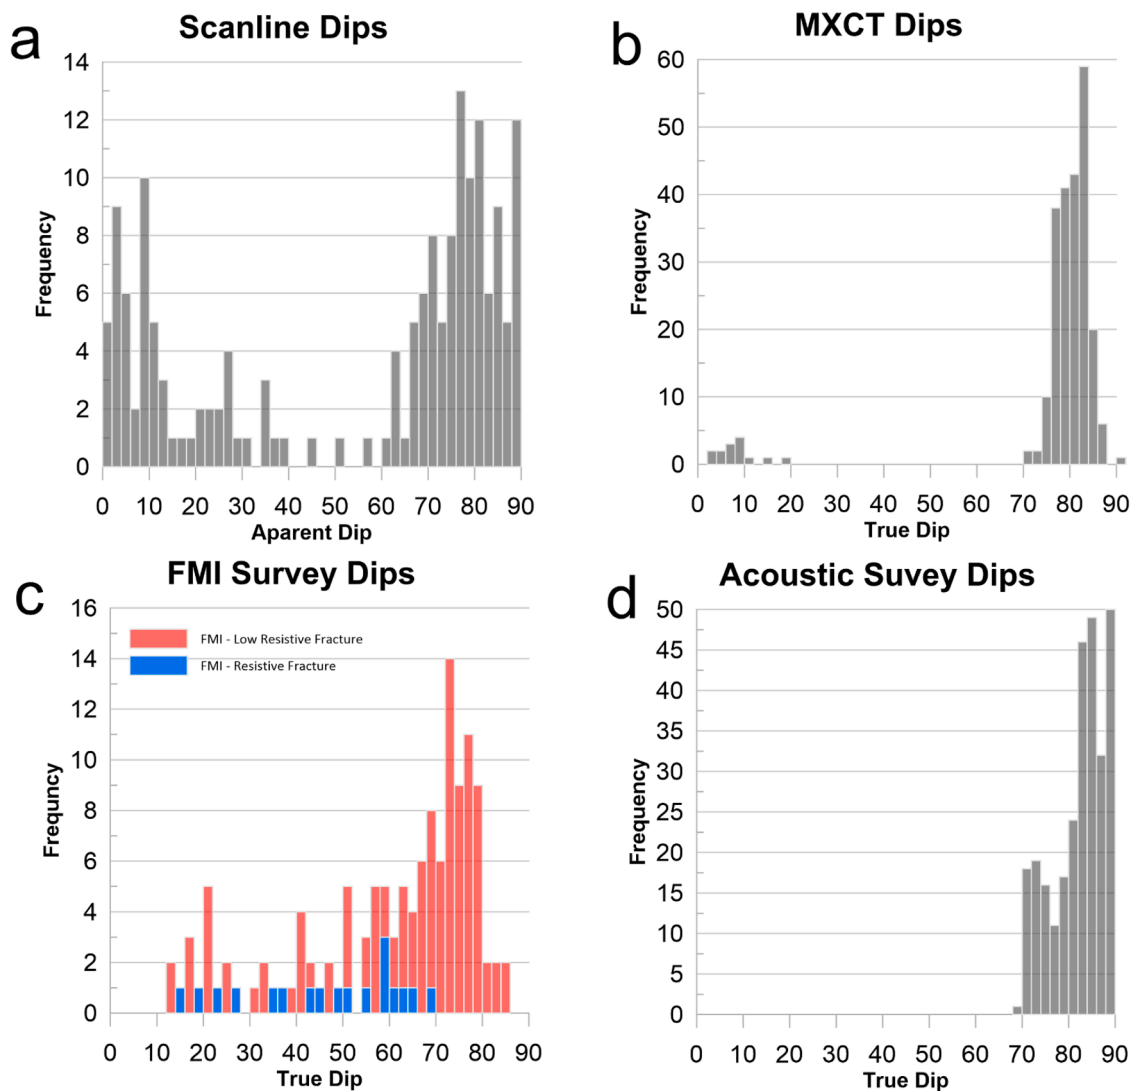 a
Scanline Dips
14
12
10
8
6
4
2
0
Frequency
0 10 20 30 40 50 60 70 80 90
Aparent Dip
b
MXCT Dips
60
50
40
30
20
10
0
Frequency
0 10 20 30 40 50 60 70 80 90
True Dip
c
FMI Survey Dips
16
14
12
10
8
6
4
2
0
Frequncy
FMI - Low Resistive Fracture
FMI - Resistive Fracture
0 10 20 30 40 50 60 70 80 90
True Dip
d
Acoustic Suvey Dips
50
45
40
35
30
25
20
15
10
5
0
Frequency
0 10 20 30 40 50 60 70 80 90
True Dip